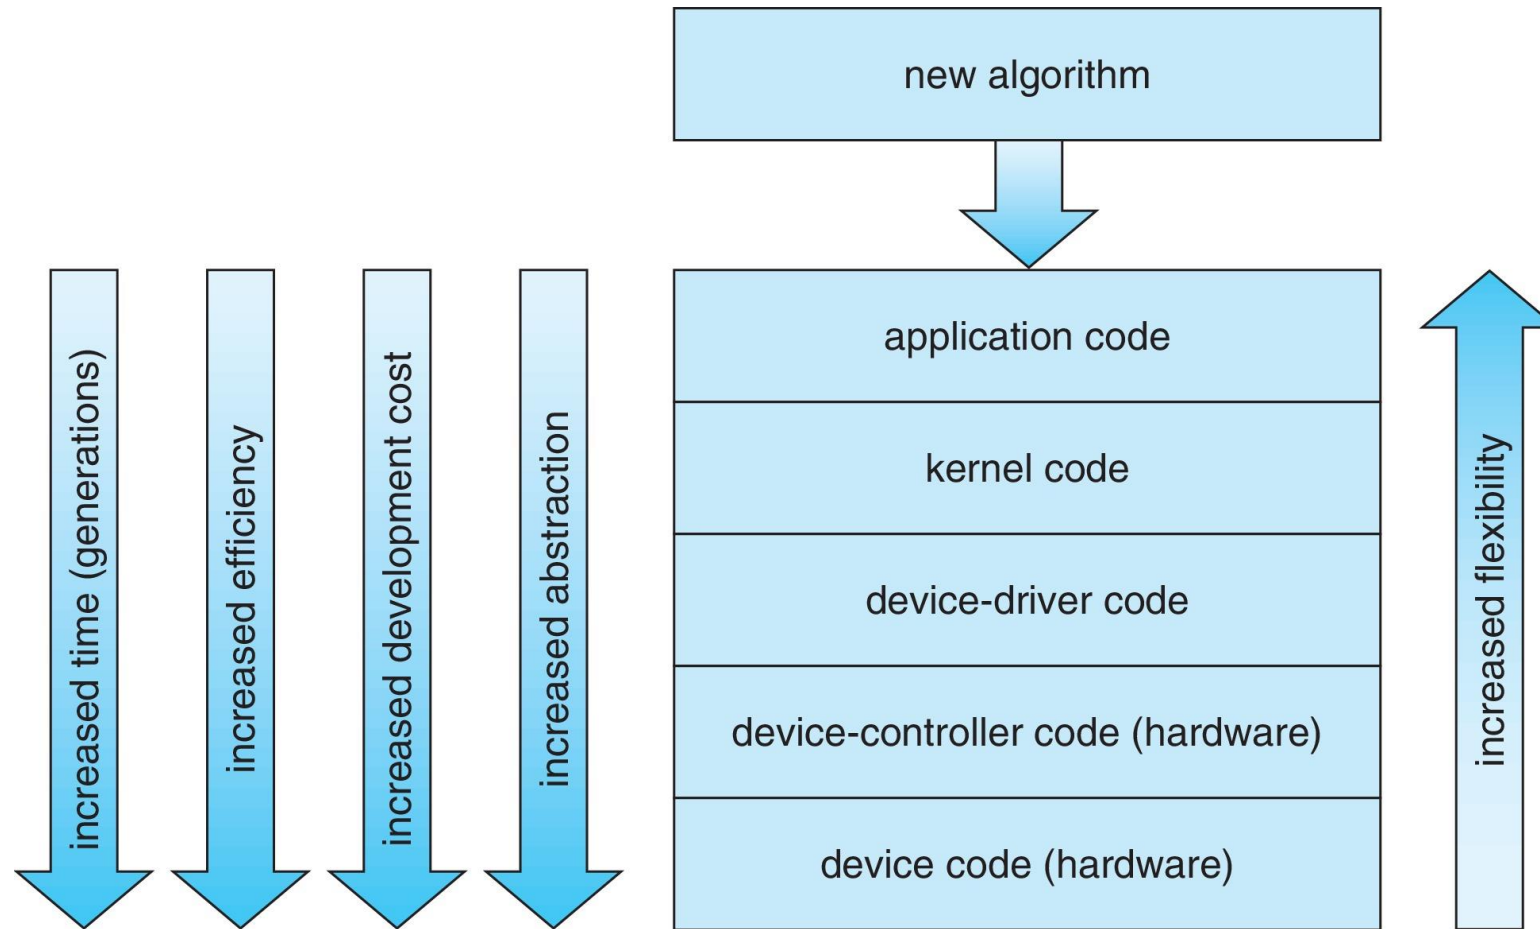 new algorithm
increased time (generations)
increased efficiency
increased development cost
increased abstraction
application code
kernel code
device-driver code
device-controller code (hardware)
device code (hardware)
increased flexibility